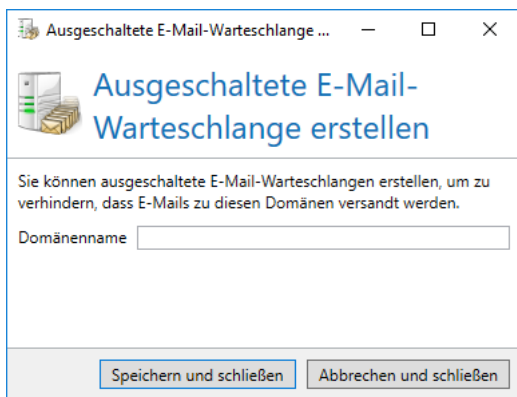 Ausgeschaltete E-Mail-Warteschlange ...
Ausgeschaltete E-Mail-
Warteschlange erstellen
Sie können ausgeschaltete E-Mail-Warteschlangen erstellen, um zu
verhindern, dass E-Mails zu diesen Domänen versandt werden.
Domänenname
Speichern und schließen Abbrechen und schließen